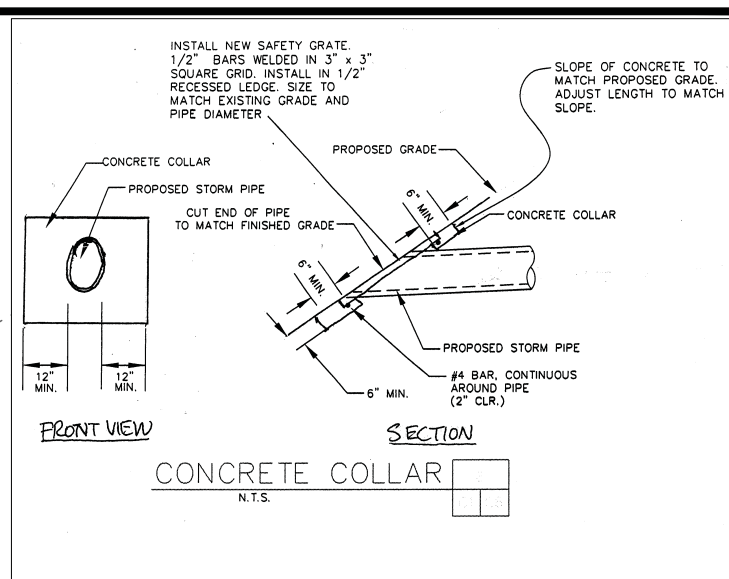 INSTALL NEW SAFETY GRATE.
1/2" BARS WELDED IN 3" x 3"
SQUARE GRID. INSTALL IN 1/2"
RECESSED LEDGE. SIZE TO
MATCH EXISTING GRADE AND
PIPE DIAMETER
SLOPE OF CONCRETE TO
MATCH PROPOSED GRADE.
ADJUST LENGTH TO MATCH
SLOPE.
PROPOSED GRADE
CONCRETE COLLAR
PROPOSED STORM PIPE
CUT END OF PIPE
TO MATCH FINISHED GRADE
6" MIN.
CONCRETE COLLAR
6" MIN.
PROPOSED STORM PIPE
#4 BAR, CONTINUOUS
AROUND PIPE
(2" CLR.)
6" MIN.
12"
MIN.
12"
MIN.
FRONT VIEW
SECTION
CONCRETE COLLAR
N.T.S.